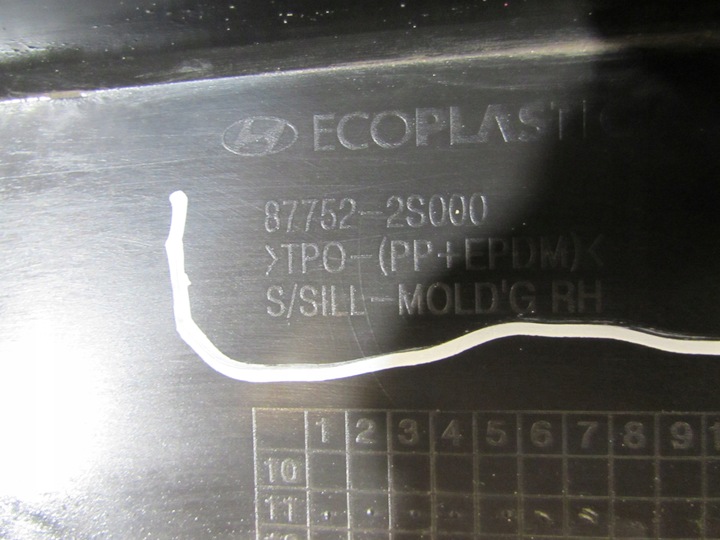 ECOPLASTIC
87752-2S000
>TPO-(PP+EPDM)<
S/SILL-MOLD'G RH
1 2 3 4 5 6 7 8 9
10
11